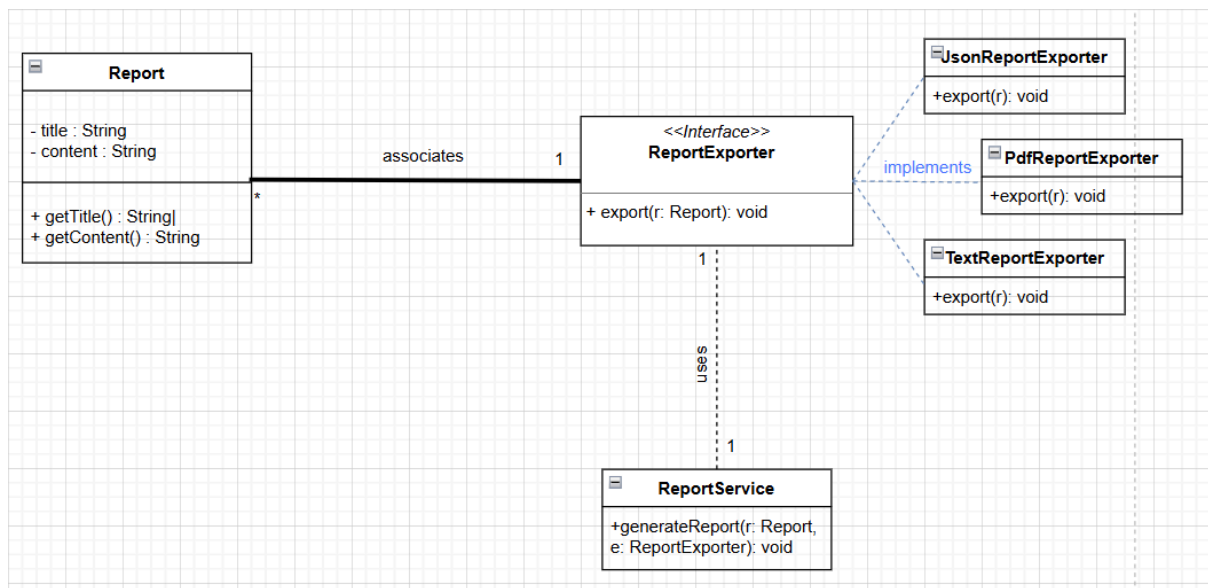 Report
- title : String
- content : String
+ getTitle() : String|
+ getContent() : String
associates
1
*
<<Interface>>
ReportExporter
+ export(r: Report): void
implements
JsonReportExporter
+export(r): void
PdfReportExporter
+export(r): void
TextReportExporter
+export(r): void
1
uses
1
ReportService
+generateReport(r: Report,
e: ReportExporter): void